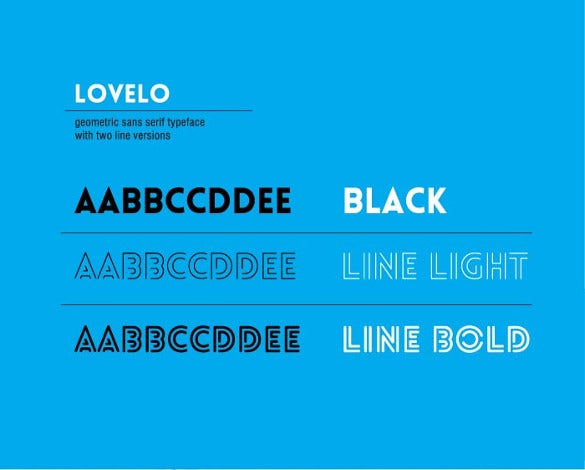 LOVELO
geometric sans serif typeface
with two line versions
AABBCCDDEE BLACK
AABBCCDDEE LINE LIGHT
AABBCCDDEE LINE BOLD